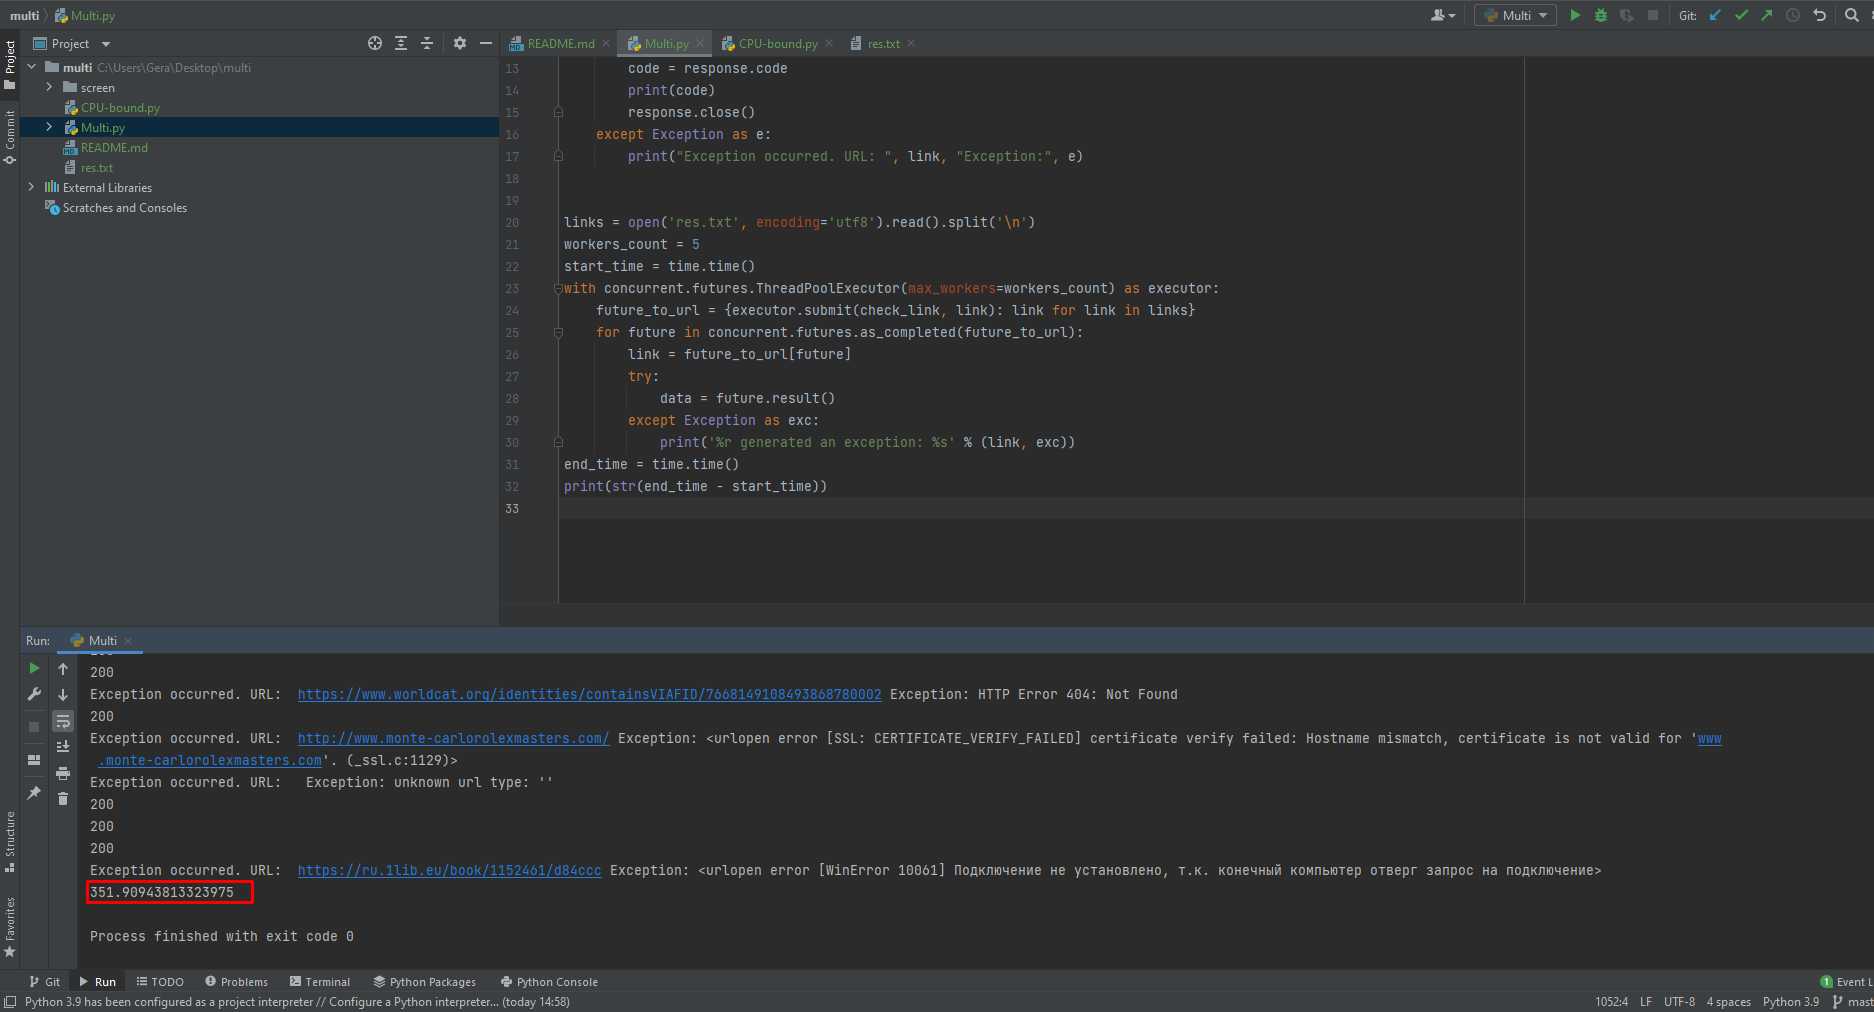 multi Multi.py
Multi Git:
Project
README.md Multi.py CPU-bound.py res.txt
multi C:\Users\Gera\Desktop\multi
screen
CPU-bound.py
Multi.py
README.md
res.txt
External Libraries
Scratches and Consoles
Project
Commit
Structure
Favorites
13 code = response.code
14 print(code)
15 response.close()
16 except Exception as e:
17 print("Exception occurred. URL: ", link, "Exception:", e)
18
19
20 links = open('res.txt', encoding='utf8').read().split('\n')
21 workers_count = 5
22 start_time = time.time()
23 with concurrent.futures.ThreadPoolExecutor(max_workers=workers_count) as executor:
24 future_to_url = {executor.submit(check_link, link): link for link in links}
25 for future in concurrent.futures.as_completed(future_to_url):
26 link = future_to_url[future]
27 try:
28 data = future.result()
29 except Exception as exc:
30 print('%r generated an exception: %s' % (link, exc))
31 end_time = time.time()
32 print(str(end_time - start_time))
33
Run: Multi
200
Exception occurred. URL:  https://www.worldcat.org/identities/containsVIAFID/7668149108493868780002 Exception: HTTP Error 404: Not Found
200
Exception occurred. URL:  http://www.monte-carlorolexmasters.com/ Exception: <urlopen error [SSL: CERTIFICATE_VERIFY_FAILED] certificate verify failed: Hostname mismatch, certificate is not valid for 'www
.monte-carlorolexmasters.com'. (_ssl.c:1129)>
Exception occurred. URL:   Exception: unknown url type: ''
200
200
200
Exception occurred. URL:  https://ru.1lib.eu/book/1152461/d84ccc Exception: <urlopen error [WinError 10061] Подключение не установлено, т.к. конечный компьютер отверг запрос на подключение>
351.90943813323975
Process finished with exit code 0
Git Run TODO Problems Terminal Python Packages Python Console 1 Event L
Python 3.9 has been configured as a project interpreter // Configure a Python interpreter... (today 14:58) 1052:4 LF UTF-8 4 spaces Python 3.9 mast